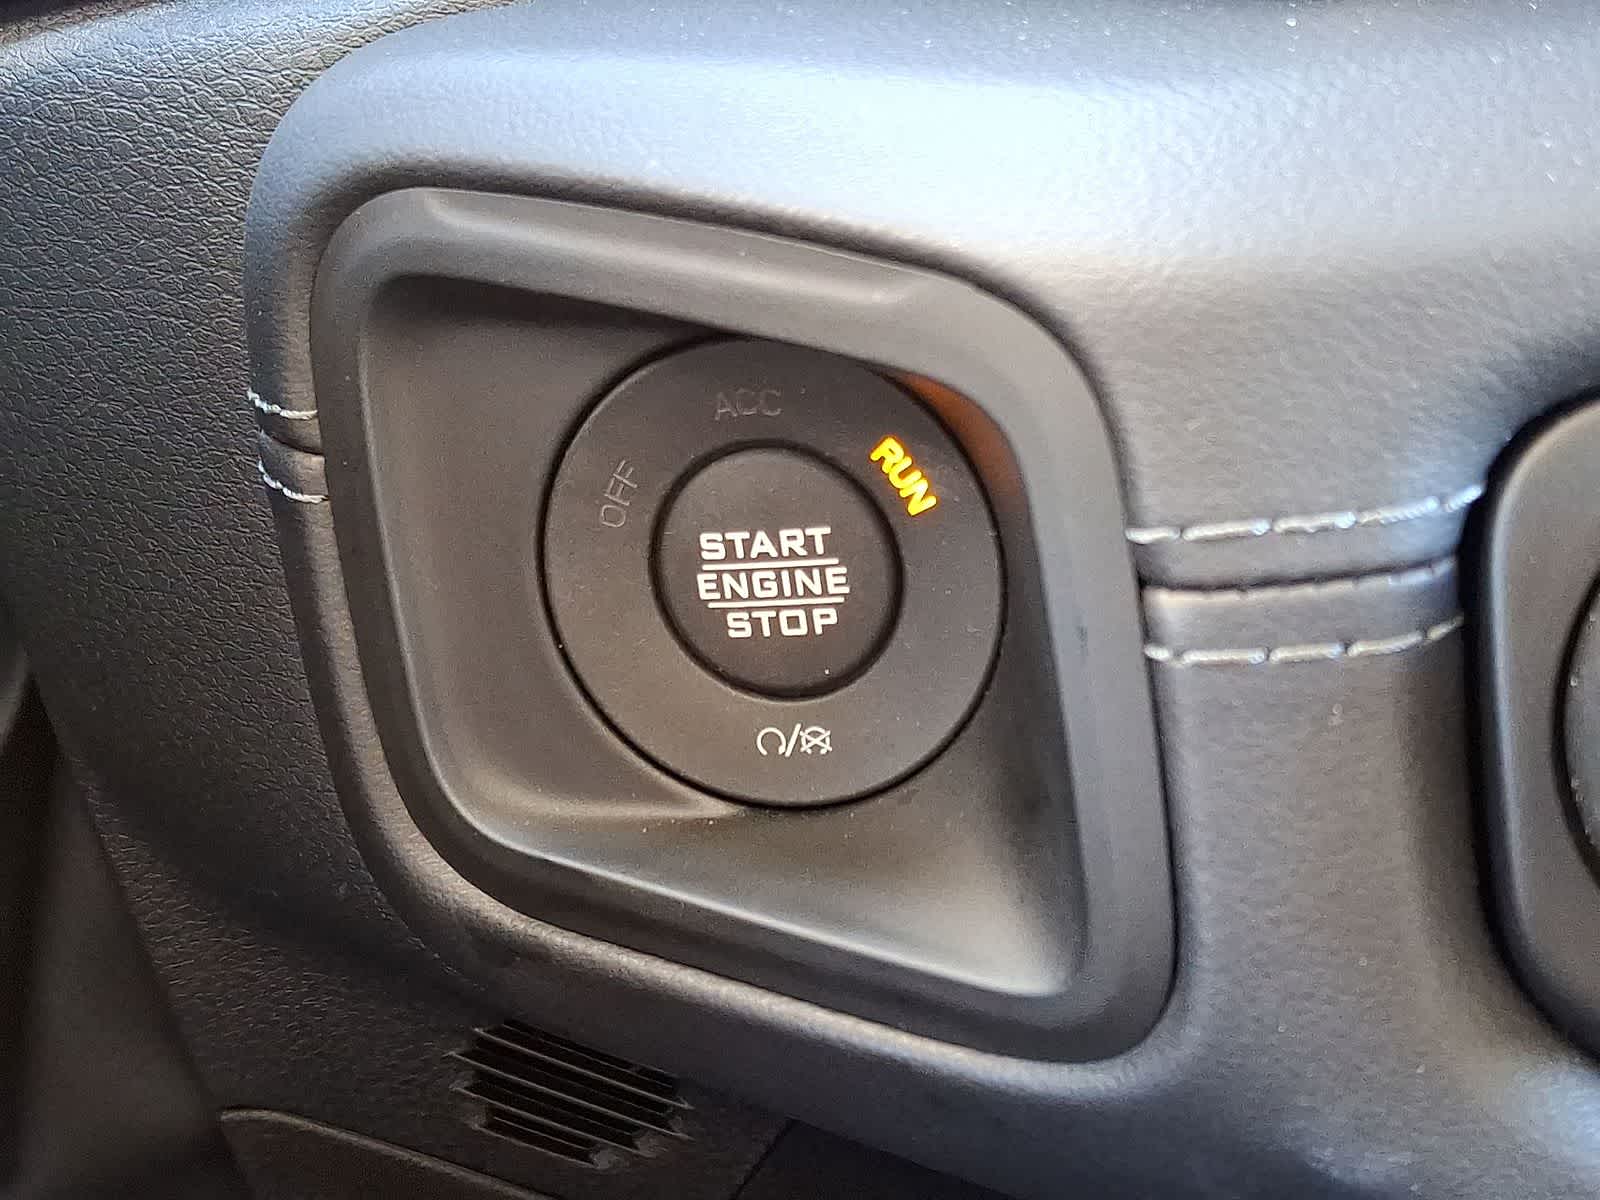 ACC
OFF
RUN
START
ENGINE
STOP